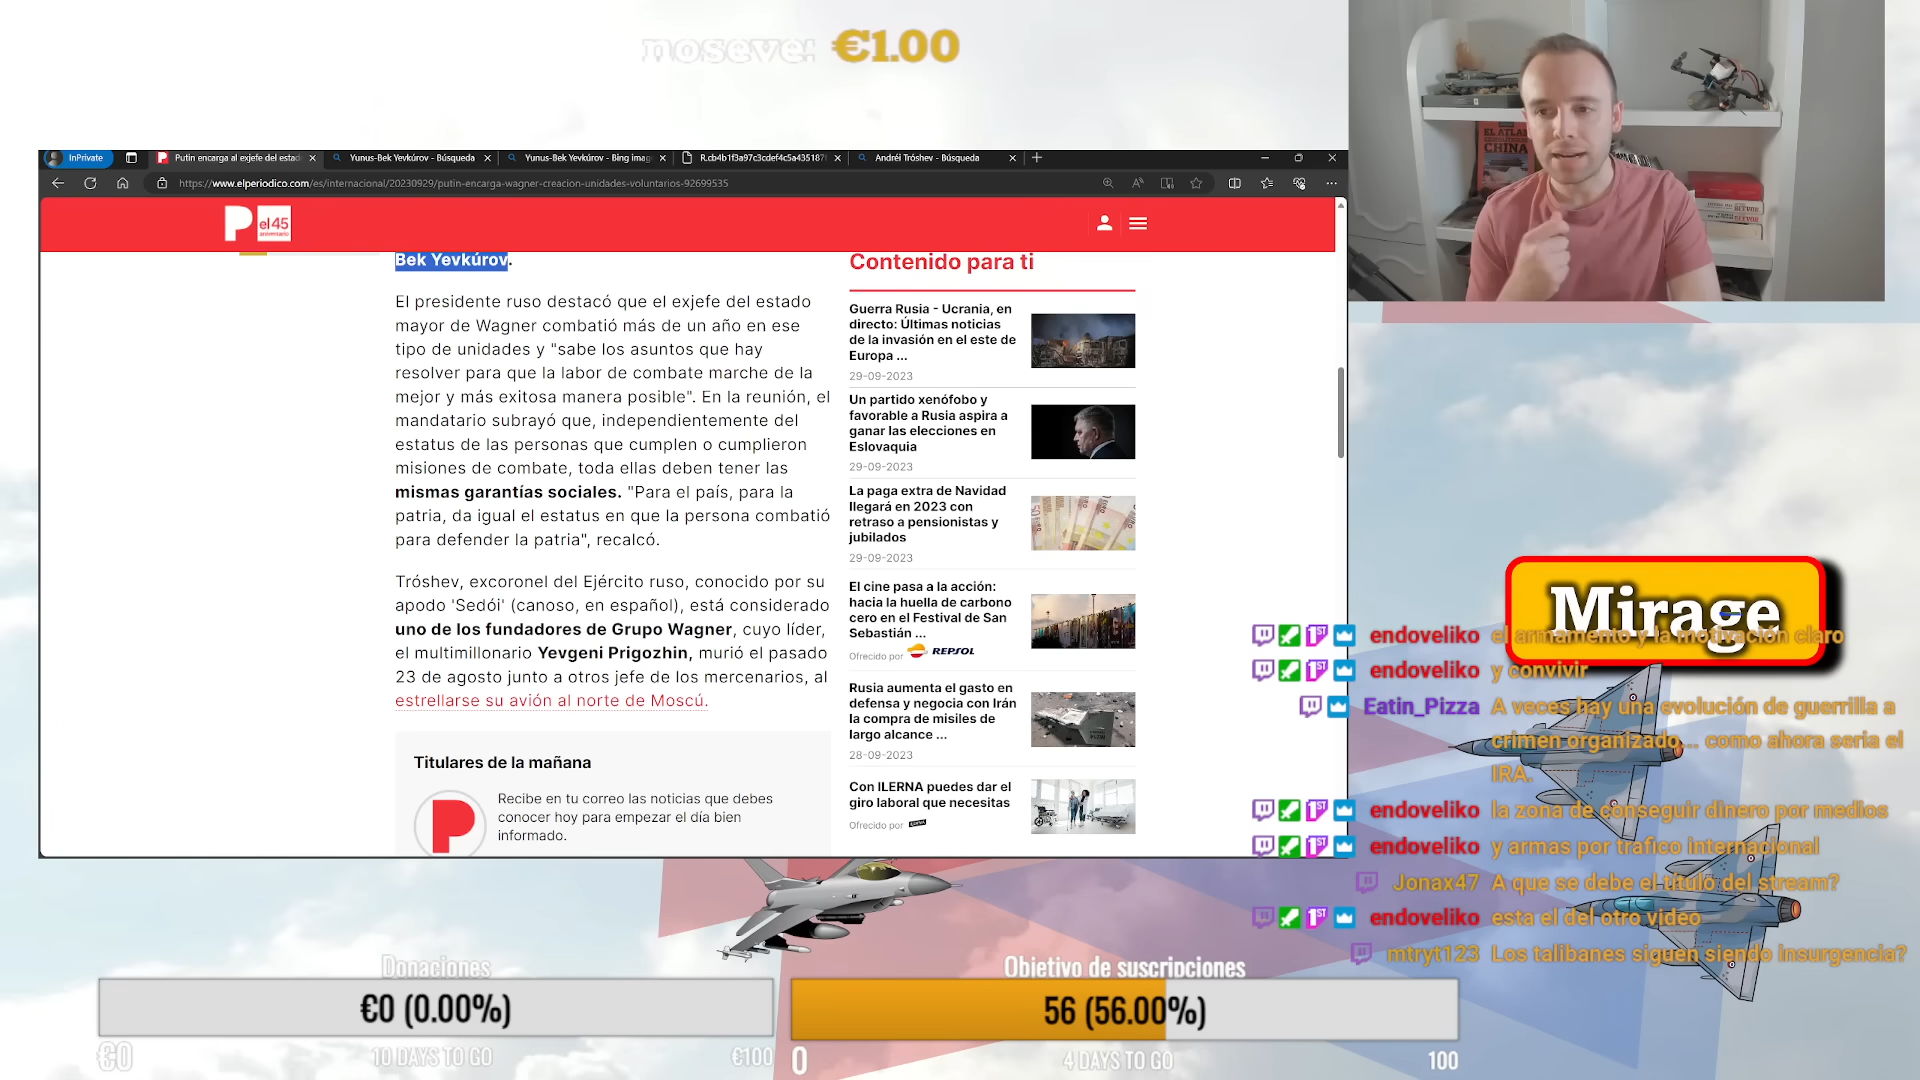 €1.00
InPrivate
Putin encarga al exjefe del estad
Yunus-Bek Yevkúrov - Búsqueda
Yunus-Bek Yevkúrov - Bing imag
Andréi Tróshev - Búsqueda
https://www.elperiodico.com/es/internacional/20230929/putin-encarga-wagner-creacion-unidades-voluntarios-92699535
el 45
EL ATLAS
CHINA
Bek Yevkúrov.
El presidente ruso destacó que el exjefe del estado
mayor de Wagner combatió más de un año en ese
tipo de unidades y "sabe los asuntos que hay
resolver para que la labor de combate marche de la
mejor y más exitosa manera posible". En la reunión, el
mandatario subrayó que, independientemente del
estatus de las personas que cumplen o cumplieron
misiones de combate, toda ellas deben tener las
mismas garantías sociales. "Para el país, para la
patria, da igual el estatus en que la persona combatió
para defender la patria", recalcó.
Tróshev, excoronel del Ejército ruso, conocido por su
apodo 'Sedói' (canoso, en español), está considerado
uno de los fundadores de Grupo Wagner, cuyo líder,
el multimillonario Yevgeni Prigozhin, murió el pasado
23 de agosto junto a otros jefe de los mercenarios, al
estrellarse su avión al norte de Moscú.
Titulares de la mañana
Recibe en tu correo las noticias que debes
conocer hoy para empezar el día bien
informado.
Contenido para ti
Guerra Rusia - Ucrania, en
directo: Últimas noticias
de la invasión en el este de
Europa ...
29-09-2023
Un partido xenófobo y
favorable a Rusia aspira a
ganar las elecciones en
Eslovaquia
29-09-2023
La paga extra de Navidad
llegará en 2023 con
retraso a pensionistas y
jubilados
29-09-2023
El cine pasa a la acción:
hacia la huella de carbono
cero en el Festival de San
Sebastián ...
Ofrecido por REPSOL
Rusia aumenta el gasto en
defensa y negocia con Irán
la compra de misiles de
largo alcance ...
28-09-2023
Con ILERNA puedes dar el
giro laboral que necesitas
Ofrecido por
Mirage
endoveliko el armamento y la motivacion claro
endoveliko y convivir
Eatin_Pizza A veces hay una evolución de guerrilla a
crimen organizado... como ahora seria el
IRA.
endoveliko la zona de conseguir dinero por medios
endoveliko y armas por trafico internacional
Jonax47 A que se debe el título del stream?
endoveliko esta el del otro video
mtryt123 Los talibanes siguen siendo insurgencia?
Donaciones
€0 (0.00%)
€0 10 DAYS TO GO €100
Objetivo de suscripciones
56 (56.00%)
0 4 DAYS TO GO 100